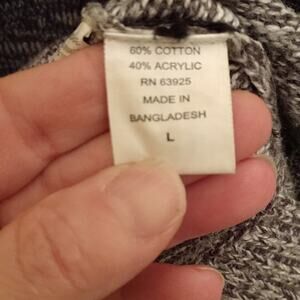 60% COTTON
40% ACRYLIC
RN 63925
MADE IN
BANGLADESH
L